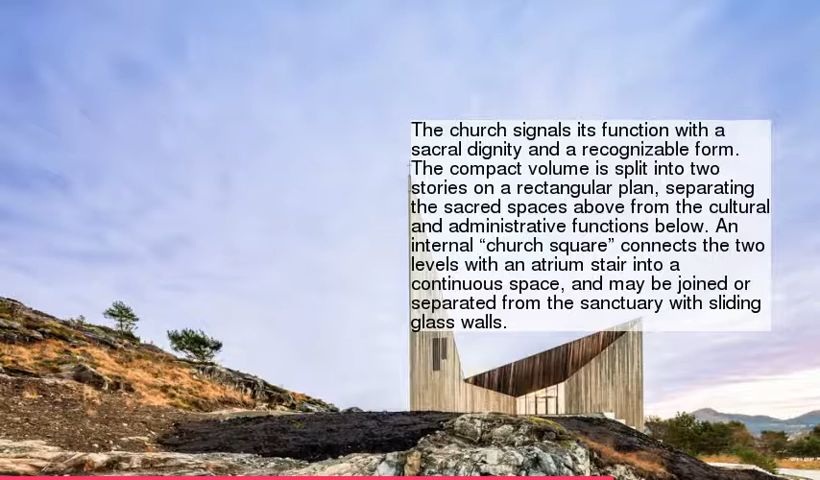 The church signals its function with a
sacral dignity and a recognizable form.
The compact volume is split into two
stories on a rectangular plan, separating
the sacred spaces above from the cultural
and administrative functions below. An
internal “church square” connects the two
levels with an atrium stair into a
continuous space, and may be joined or
separated from the sanctuary with sliding
glass walls.